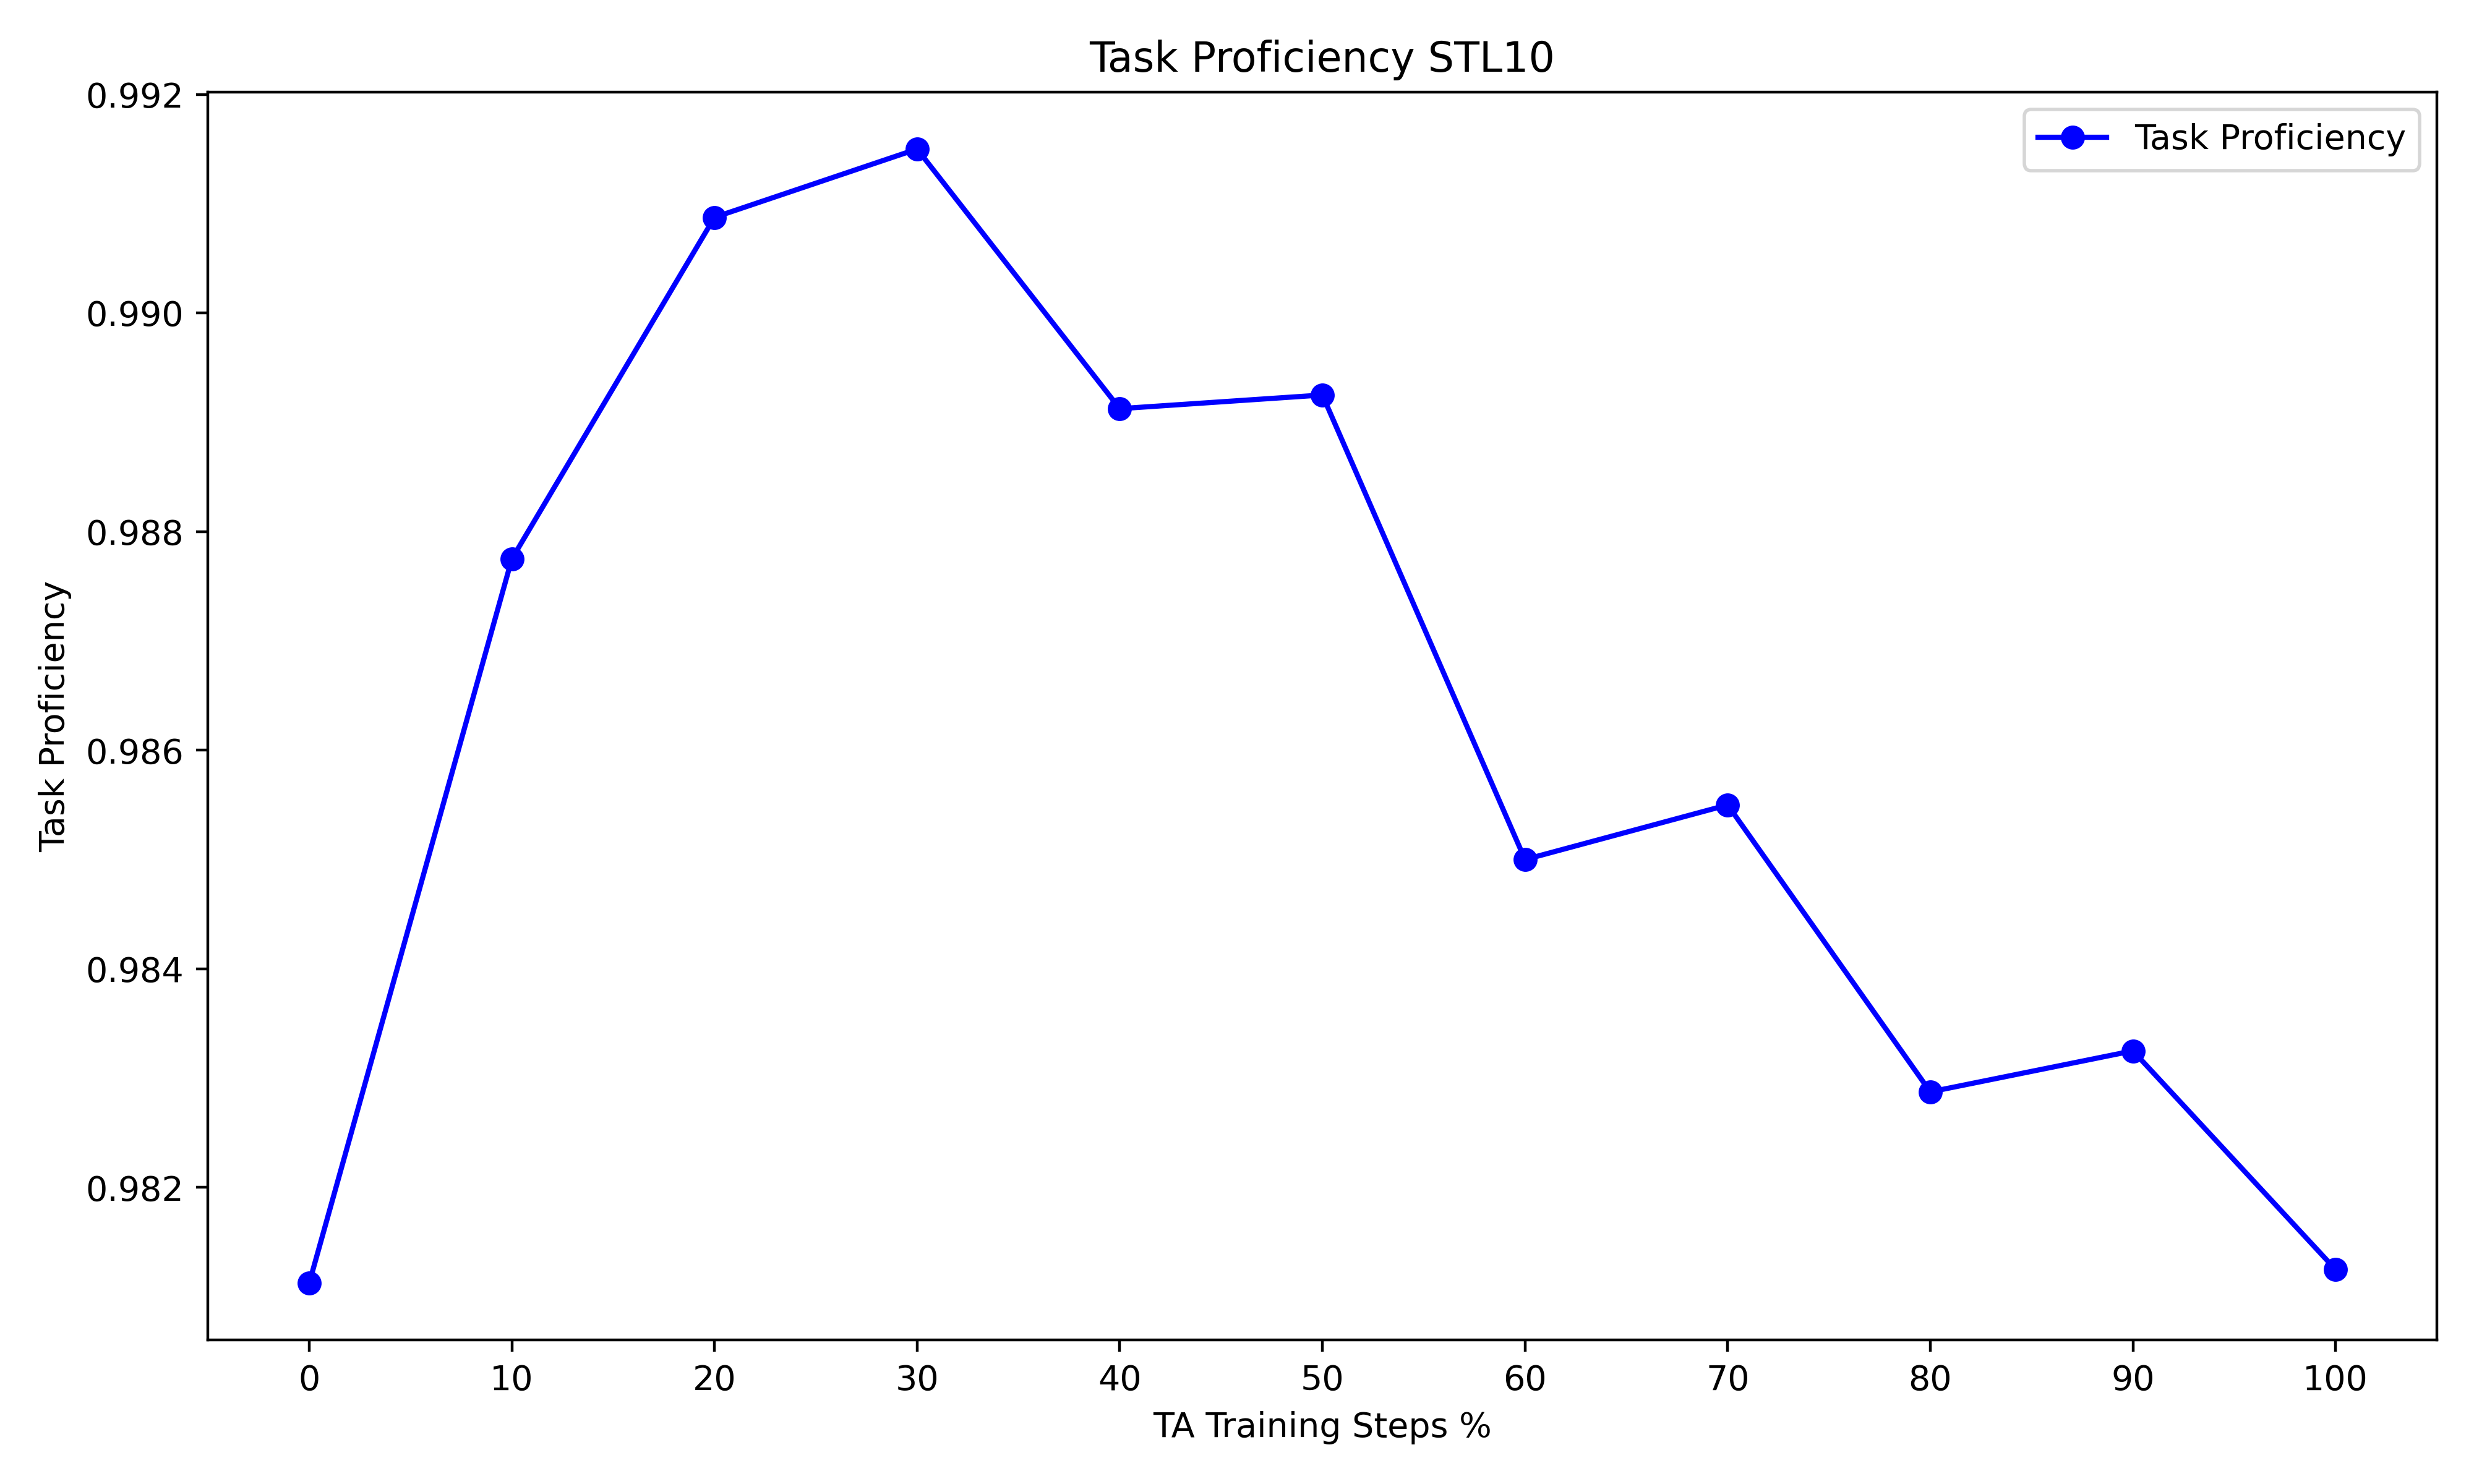 Task Proficiency STL10
Task Proficiency
0.992
0.990
0.988
0.986
0.984
0.982
Task Proficiency
0 10 20 30 40 50 60 70 80 90 100
TA Training Steps %